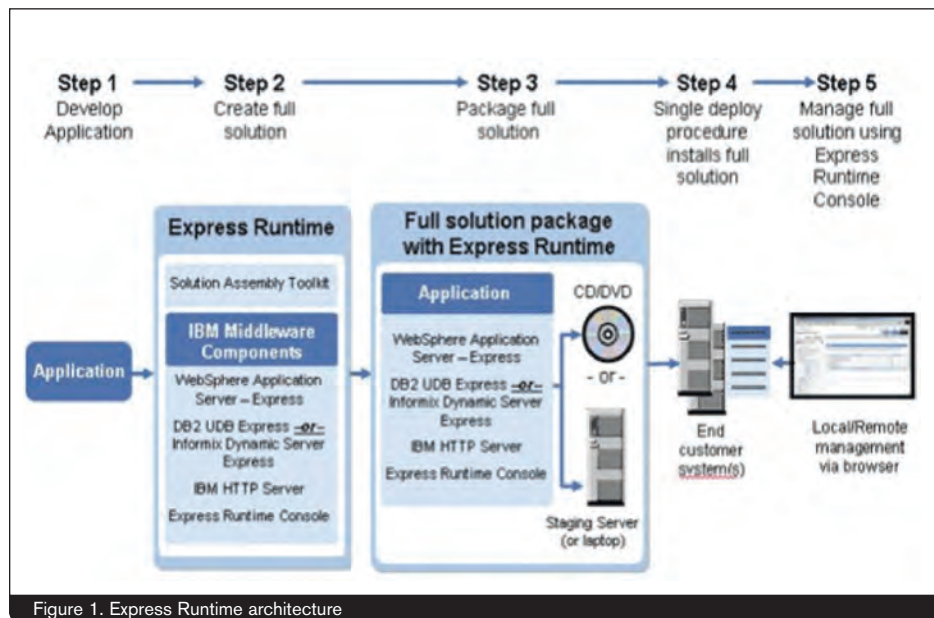 Step 1
Develop
Application
Step 2
Create full
solution
Step 3
Package full
solution
Step 4
Single deploy
procedure
installs full
solution
Step 5
Manage full
solution using
Express
Runtime
Console
Application
Express Runtime
Solution Assembly Toolkit
IBM Middleware
Components
WebSphere Application
Server – Express
DB2 UDB Express –or–
Informix Dynamic Server
Express
IBM HTTP Server
Express Runtime Console
Full solution package
with Express Runtime
Application
WebSphere Application
Server – Express
DB2 UDB Express –or–
Informix Dynamic Server
Express
IBM HTTP Server
Express Runtime Console
CD/DVD
- or -
Staging Server
(or laptop)
End
customer
system(s)
Local/Remote
management
via browser
Figure 1. Express Runtime architecture